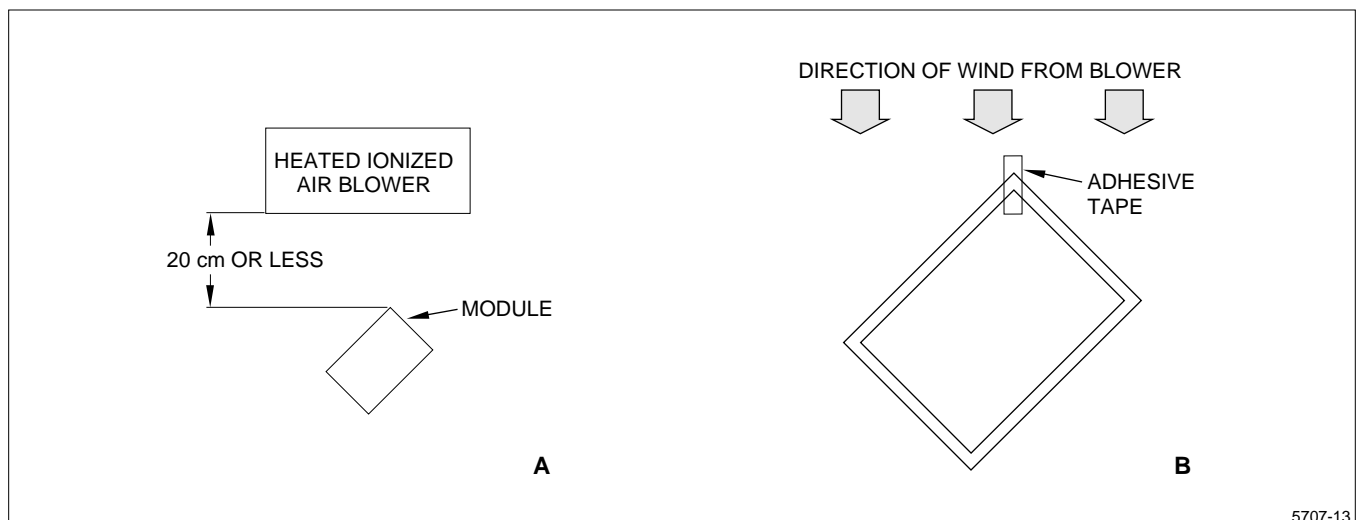 HEATED IONIZED
AIR BLOWER
20 cm OR LESS
MODULE
A
DIRECTION OF WIND FROM BLOWER
ADHESIVE
TAPE
B
5707-13